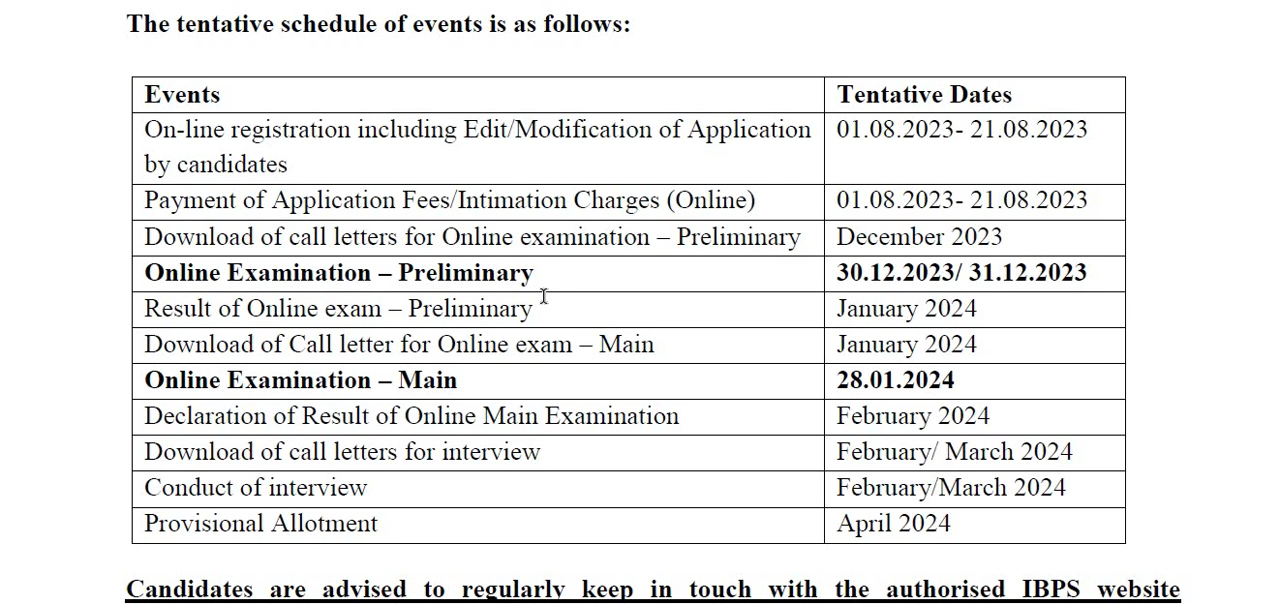 The tentative schedule of events is as follows:
Events Tentative Dates
On-line registration including Edit/Modification of Application 01.08.2023- 21.08.2023
by candidates
Payment of Application Fees/Intimation Charges (Online) 01.08.2023- 21.08.2023
Download of call letters for Online examination – Preliminary December 2023
Online Examination – Preliminary 30.12.2023/ 31.12.2023
Result of Online exam – Preliminary January 2024
Download of Call letter for Online exam – Main January 2024
Online Examination – Main 28.01.2024
Declaration of Result of Online Main Examination February 2024
Download of call letters for interview February/ March 2024
Conduct of interview February/March 2024
Provisional Allotment April 2024
Candidates are advised to regularly keep in touch with the authorised IBPS website